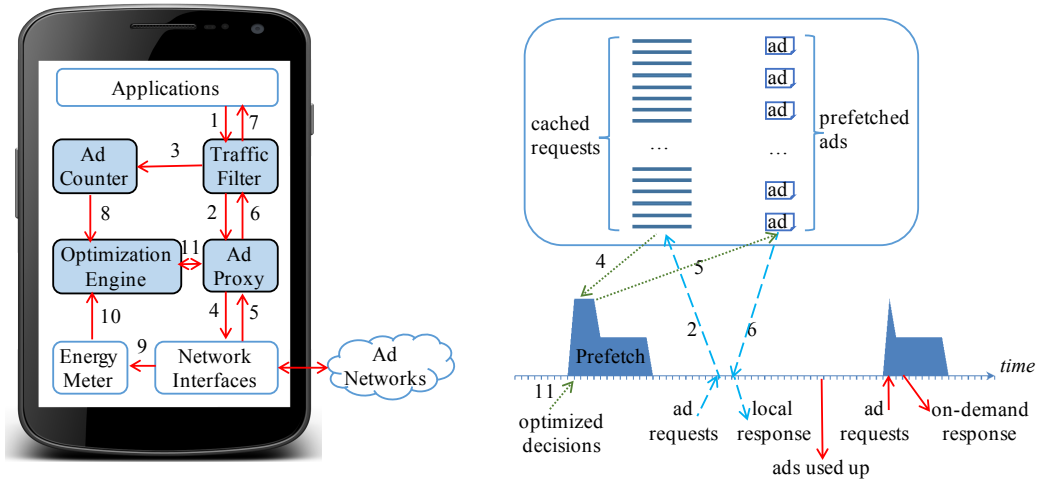 Applications
1
7
3
Ad
Counter
Traffic
Filter
8
2
6
Optimization
Engine
11
Ad
Proxy
10
4
5
Energy
Meter
9
Network
Interfaces
Ad
Networks
cached
requests
...
ad
ad
ad
...
ad
ad
prefetched
ads
4
5
2
6
Prefetch
time
11
optimized
decisions
ad
requests
local
response
ads used up
ad
requests
on-demand
response